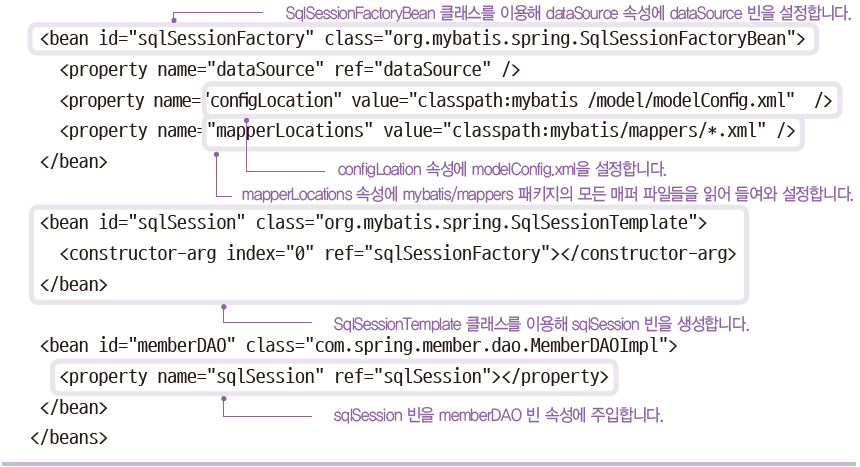 SqlSessionFactoryBean 클래스를 이용해 dataSource 속성에 dataSource 빈을 설정합니다.
<bean id="sqlSessionFactory" class="org.mybatis.spring.SqlSessionFactoryBean">
<property name="dataSource" ref="dataSource" />
<property name="configLocation" value="classpath:mybatis /model/modelConfig.xml" />
<property name="mapperLocations" value="classpath:mybatis/mappers/*.xml" />
</bean>
configLoation 속성에 modelConfig.xml을 설정합니다.
mapperLocations 속성에 mybatis/mappers 패키지의 모든 매퍼 파일들을 읽어 들여와 설정합니다.
<bean id="sqlSession" class="org.mybatis.spring.SqlSessionTemplate">
<constructor-arg index="0" ref="sqlSessionFactory"></constructor-arg>
</bean>
SqlSessionTemplate 클래스를 이용해 sqlSession 빈을 생성합니다.
<bean id="memberDAO" class="com.spring.member.dao.MemberDAOImpl">
<property name="sqlSession" ref="sqlSession"></property>
</bean>
sqlSession 빈을 memberDAO 빈 속성에 주입합니다.
</beans>